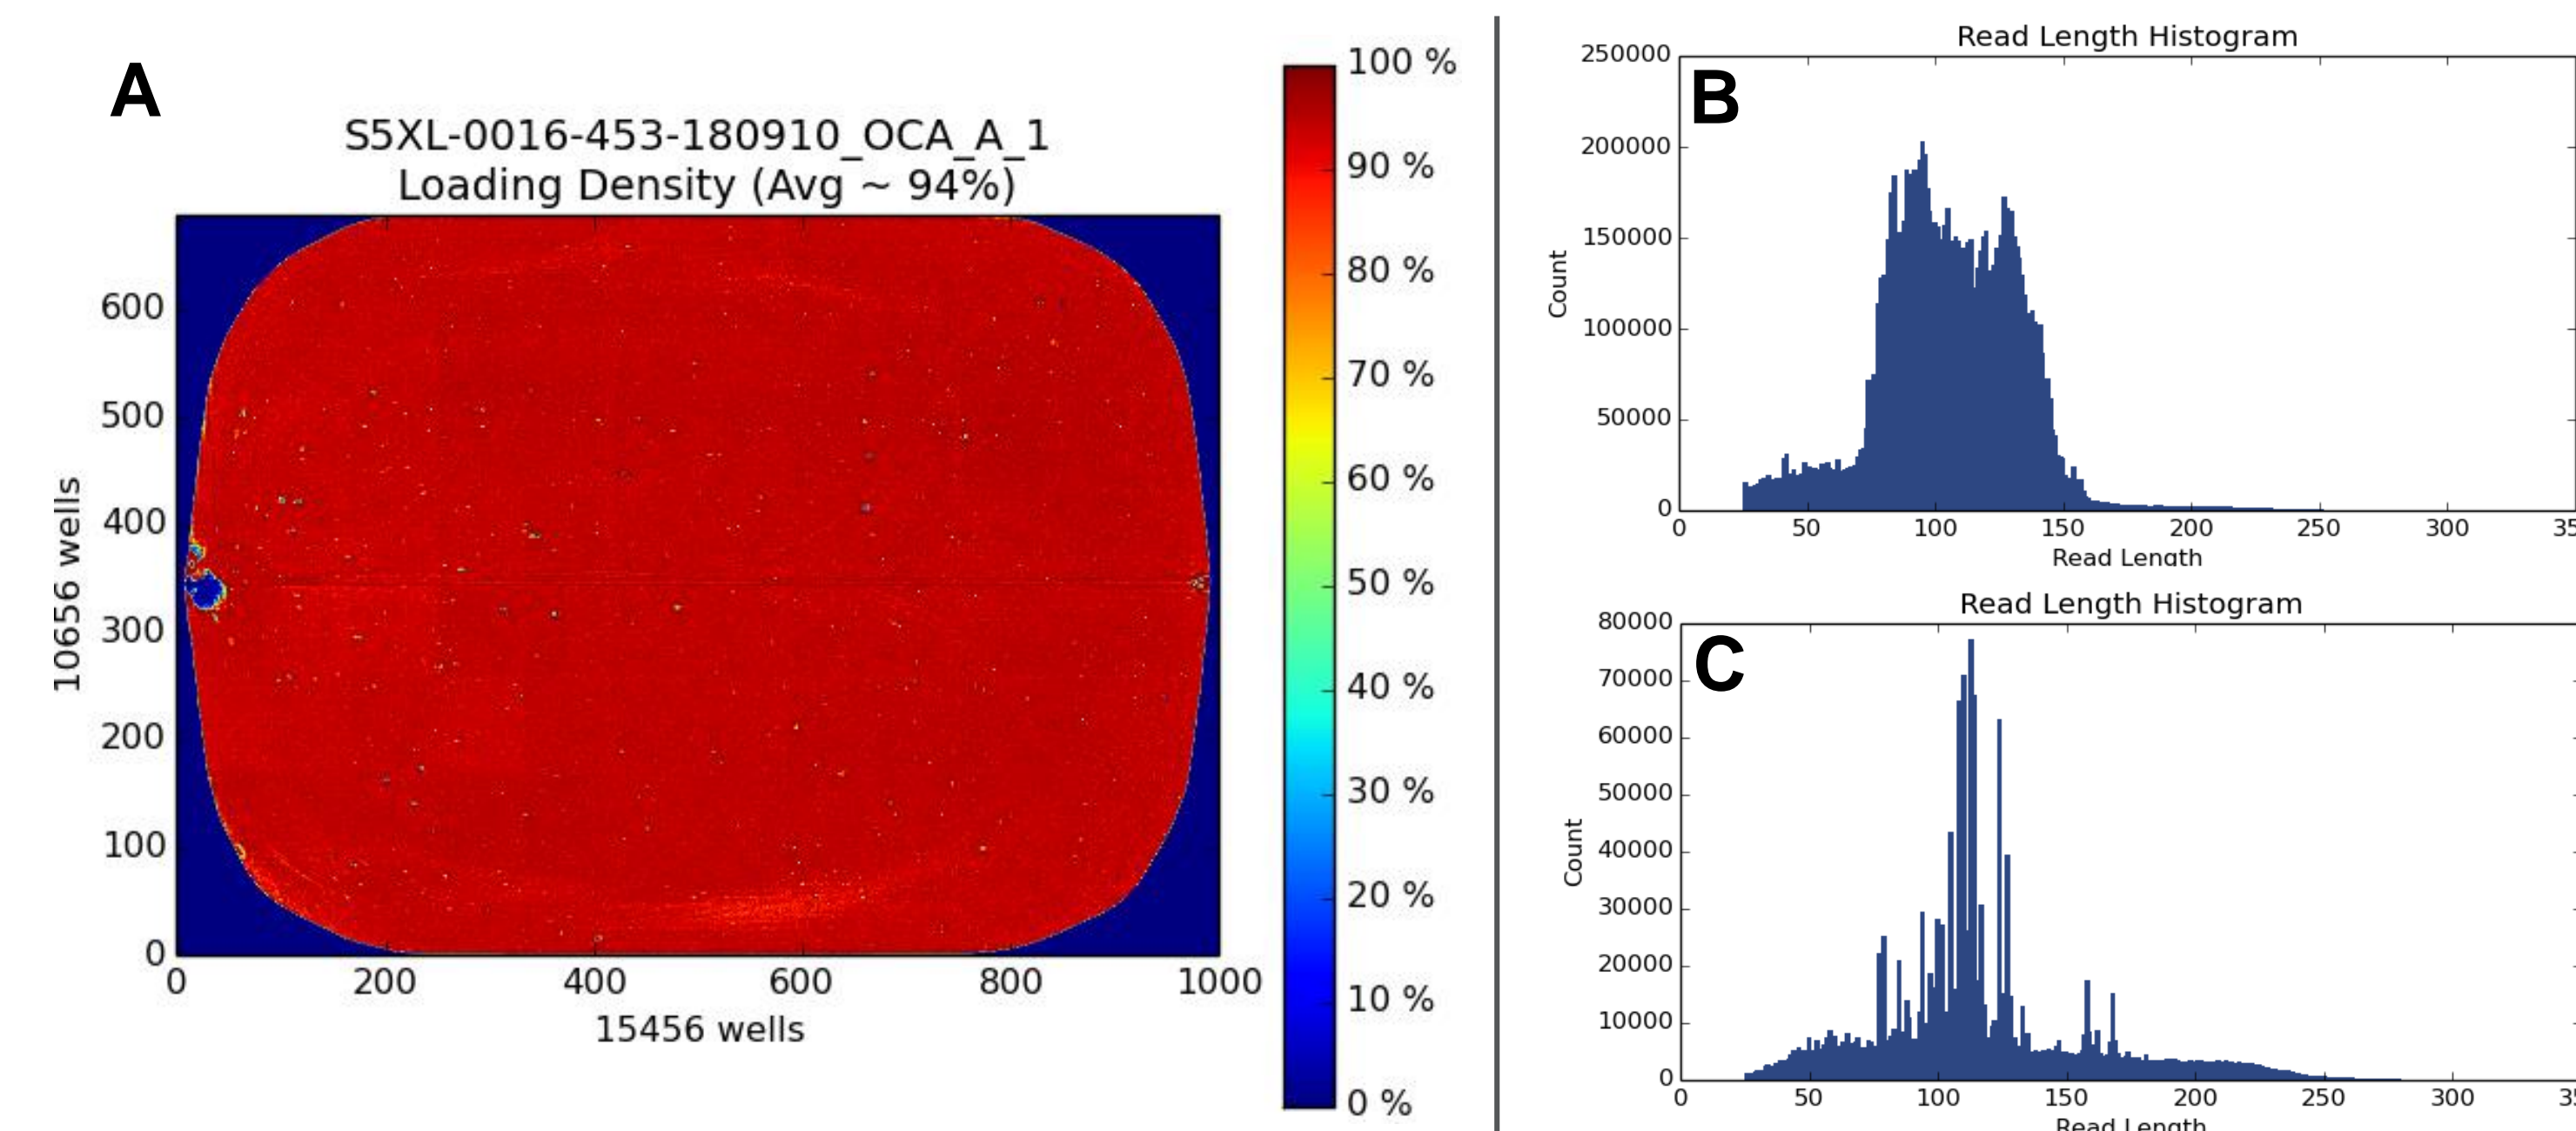 A
S5XL-0016-453-180910_OCA_A_1
Loading Density (Avg ~ 94%)
600
500
400
300
200
100
0
10656 wells
0 200 400 600 800 1000
15456 wells
100 %
90 %
80 %
70 %
60 %
50 %
40 %
30 %
20 %
10 %
0 %
Read Length Histogram
B
250000
200000
150000
100000
50000
0
Count
0 50 100 150 200 250 300 35
Read Length
Read Length Histogram
C
80000
70000
60000
50000
40000
30000
20000
10000
0
Count
0 50 100 150 200 250 300 35
Read Length